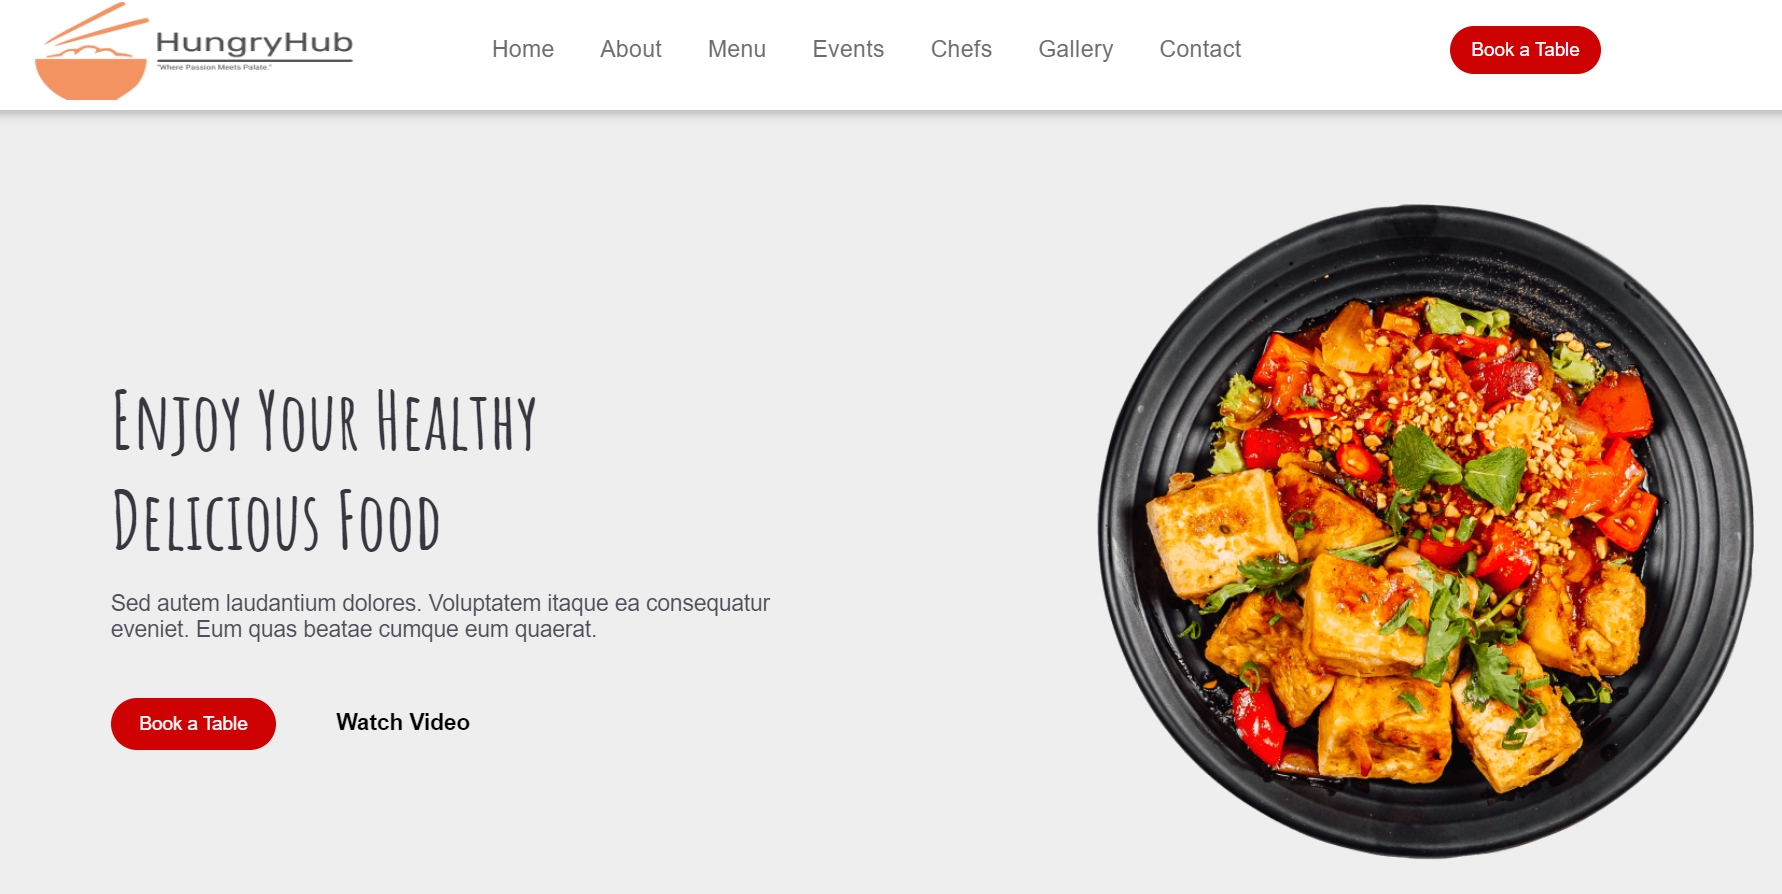 HungryHub
"Where Passion Meets Palate."
Home About Menu Events Chefs Gallery Contact
Book a Table
Enjoy Your Healthy
Delicious Food
Sed autem laudantium dolores. Voluptatem itaque ea consequatur
eveniet. Eum quas beatae cumque eum quaerat.
Book a Table Watch Video